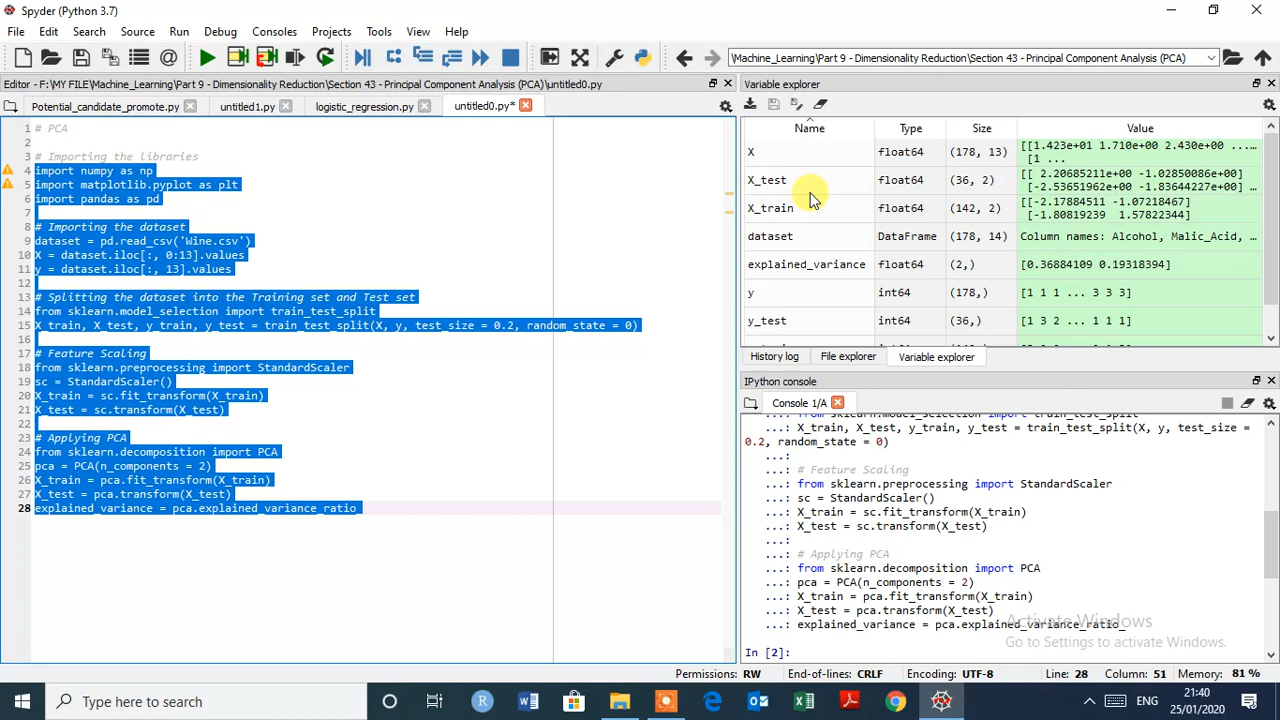 Spyder (Python 3.7)
File Edit Search Source Run Debug Consoles Projects Tools View Help
\Machine_Learning\Part 9 - Dimensionality Reduction\Section 43 - Principal Component Analysis (PCA)
Editor - F:\MY FILE\Machine_Learning\Part 9 - Dimensionality Reduction\Section 43 - Principal Component Analysis (PCA)\untitled0.py
Potential_candidate_promote.py untitled1.py logistic_regression.py untitled0.py*
1 # PCA
2
3 # Importing the libraries
4 import numpy as np
5 import matplotlib.pyplot as plt
6 import pandas as pd
7
8 # Importing the dataset
9 dataset = pd.read_csv('Wine.csv')
10 X = dataset.iloc[:, 0:13].values
11 y = dataset.iloc[:, 13].values
12
13 # Splitting the dataset into the Training set and Test set
14 from sklearn.model_selection import train_test_split
15 X_train, X_test, y_train, y_test = train_test_split(X, y, test_size = 0.2, random_state = 0)
16
17 # Feature Scaling
18 from sklearn.preprocessing import StandardScaler
19 sc = StandardScaler()
20 X_train = sc.fit_transform(X_train)
21 X_test = sc.transform(X_test)
22
23 # Applying PCA
24 from sklearn.decomposition import PCA
25 pca = PCA(n_components = 2)
26 X_train = pca.fit_transform(X_train)
27 X_test = pca.transform(X_test)
28 explained_variance = pca.explained_variance_ratio_
Variable explorer
Name Type Size Value
X float64 (178, 13) [[1.423e+01 1.710e+00 2.430e+00 ....…
[1 ...
X_test float64 (36, 2) [[ 2.20685211e+00 -1.02850086e+00]
[-2.53651962e+00 -1.83644227e+00]…
X_train float64 (142, 2) [[-2.17884511 -1.07218467]
[-1.80819239 1.57822344]
dataset DataFrame (178, 14) Column names: Alcohol, Malic_Acid, …
explained_variance float64 (2,) [0.36884109 0.19318394]
y int64 (178,) [1 1 1 ... 3 3 3]
y_test int64 (36,) [1 3 2 ... 1 1 1]
History log File explorer Variable explorer
IPython console
Console 1/A
from sklearn.model_selection import train_test_split
...: X_train, X_test, y_train, y_test = train_test_split(X, y, test_size =
0.2, random_state = 0)
...:
...: # Feature Scaling
...: from sklearn.preprocessing import StandardScaler
...: sc = StandardScaler()
...: X_train = sc.fit_transform(X_train)
...: X_test = sc.transform(X_test)
...:
...: # Applying PCA
...: from sklearn.decomposition import PCA
...: pca = PCA(n_components = 2)
...: X_train = pca.fit_transform(X_train)
...: X_test = pca.transform(X_test)
...: explained_variance = pca.explained_variance_ratio_
In [2]:
Activate Windows
Go to Settings to activate Windows.
Permissions: RW End-of-lines: CRLF Encoding: UTF-8 Line: 28 Column: 51 Memory: 81 %
Type here to search
ENG
21:40
25/01/2020